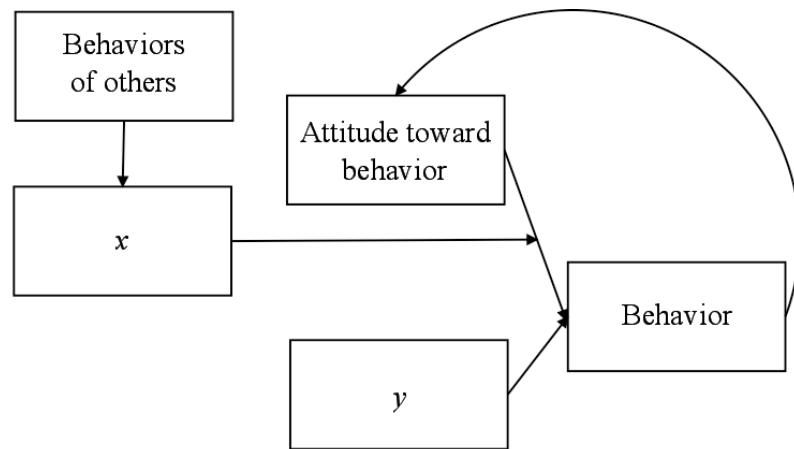 Behaviors
of others
Attitude toward
behavior
x
Behavior
y